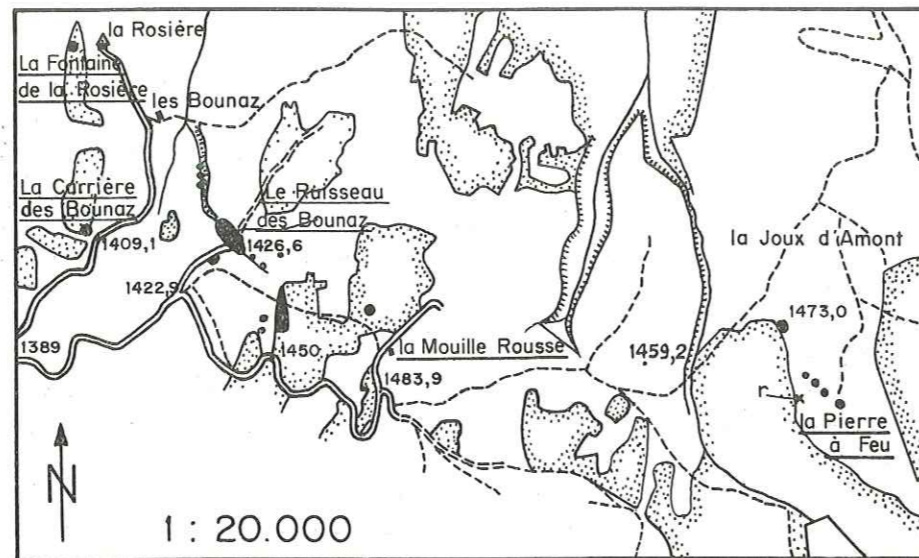 la Rosière
La Fontaine
de la Rosière
les Bounaz
La Carrière
des Bounaz
Le Ruisseau
des Bounaz
1409,1
1426,6
la Joux d'Amont
1422,9
1473,0
1389
1450
la Mouille Rousse
1459,2
1483,9
r
la Pierre
à Feu
N
1 : 20.000